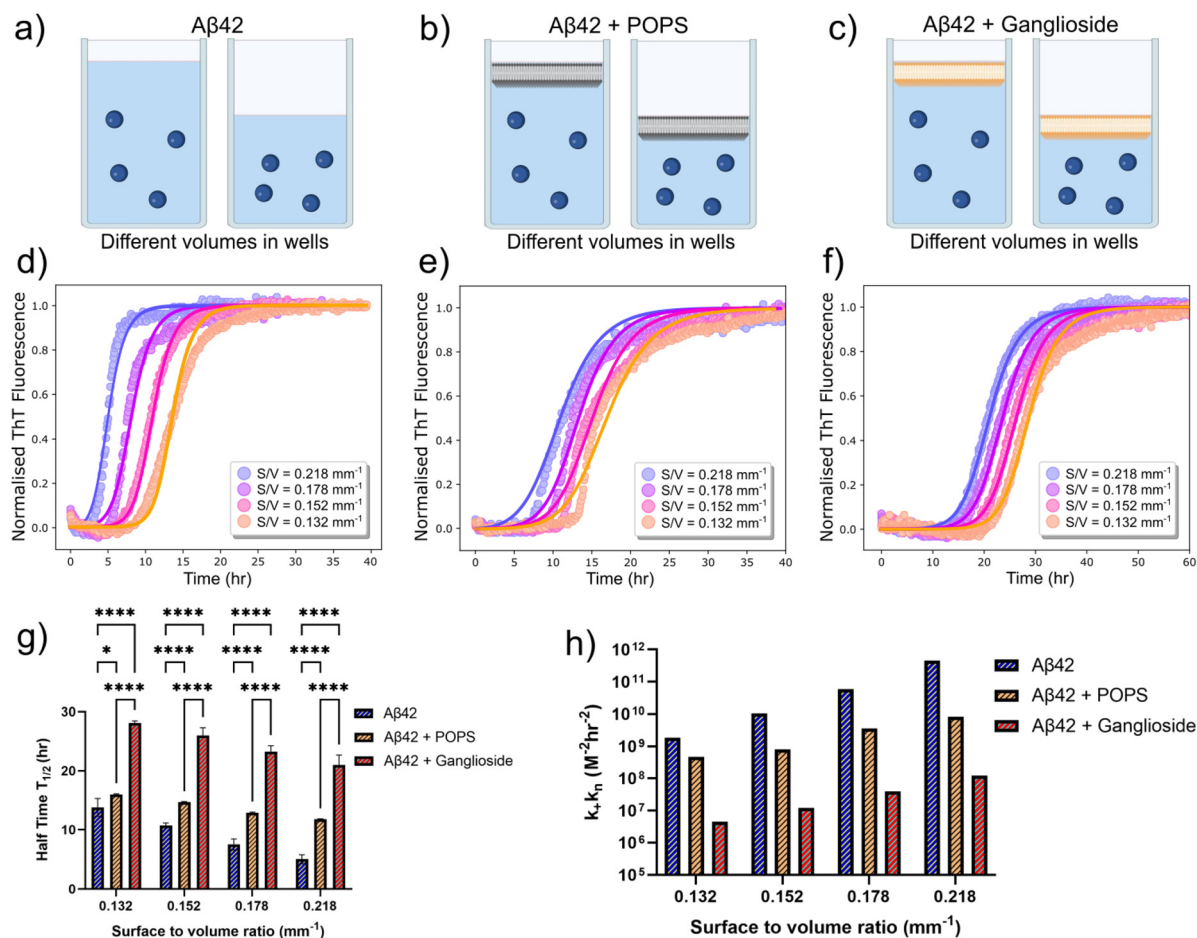 a)
Aβ42
b)
Aβ42 + POPS
c)
Aβ42 + Ganglioside
Different volumes in wells
Different volumes in wells
Different volumes in wells
d)
Normalised ThT Fluorescence
1.0
0.8
0.6
0.4
0.2
0.0
S/V = 0.218 mm⁻¹
S/V = 0.178 mm⁻¹
S/V = 0.152 mm⁻¹
S/V = 0.132 mm⁻¹
0 5 10 15 20 25 30 35 40
Time (hr)
e)
Normalised ThT Fluorescence
1.0
0.8
0.6
0.4
0.2
0.0
S/V = 0.218 mm⁻¹
S/V = 0.178 mm⁻¹
S/V = 0.152 mm⁻¹
S/V = 0.132 mm⁻¹
0 5 10 15 20 25 30 35 40
Time (hr)
f)
Normalised ThT Fluorescence
1.0
0.8
0.6
0.4
0.2
0.0
S/V = 0.218 mm⁻¹
S/V = 0.178 mm⁻¹
S/V = 0.152 mm⁻¹
S/V = 0.132 mm⁻¹
0 10 20 30 40 50 60
Time (hr)
g)
**** **** **** ****
* **** **** ****
**** **** **** ****
Half Time T₁/₂ (hr)
30
20
10
0
Aβ42
Aβ42 + POPS
Aβ42 + Ganglioside
0.132 0.152 0.178 0.218
Surface to volume ratio (mm⁻¹)
h)
k₊kₙ (M⁻²hr⁻²)
10¹²
10¹¹
10¹⁰
10⁹
10⁸
10⁷
10⁶
10⁵
Aβ42
Aβ42 + POPS
Aβ42 + Ganglioside
0.132 0.152 0.178 0.218
Surface to volume ratio (mm⁻¹)